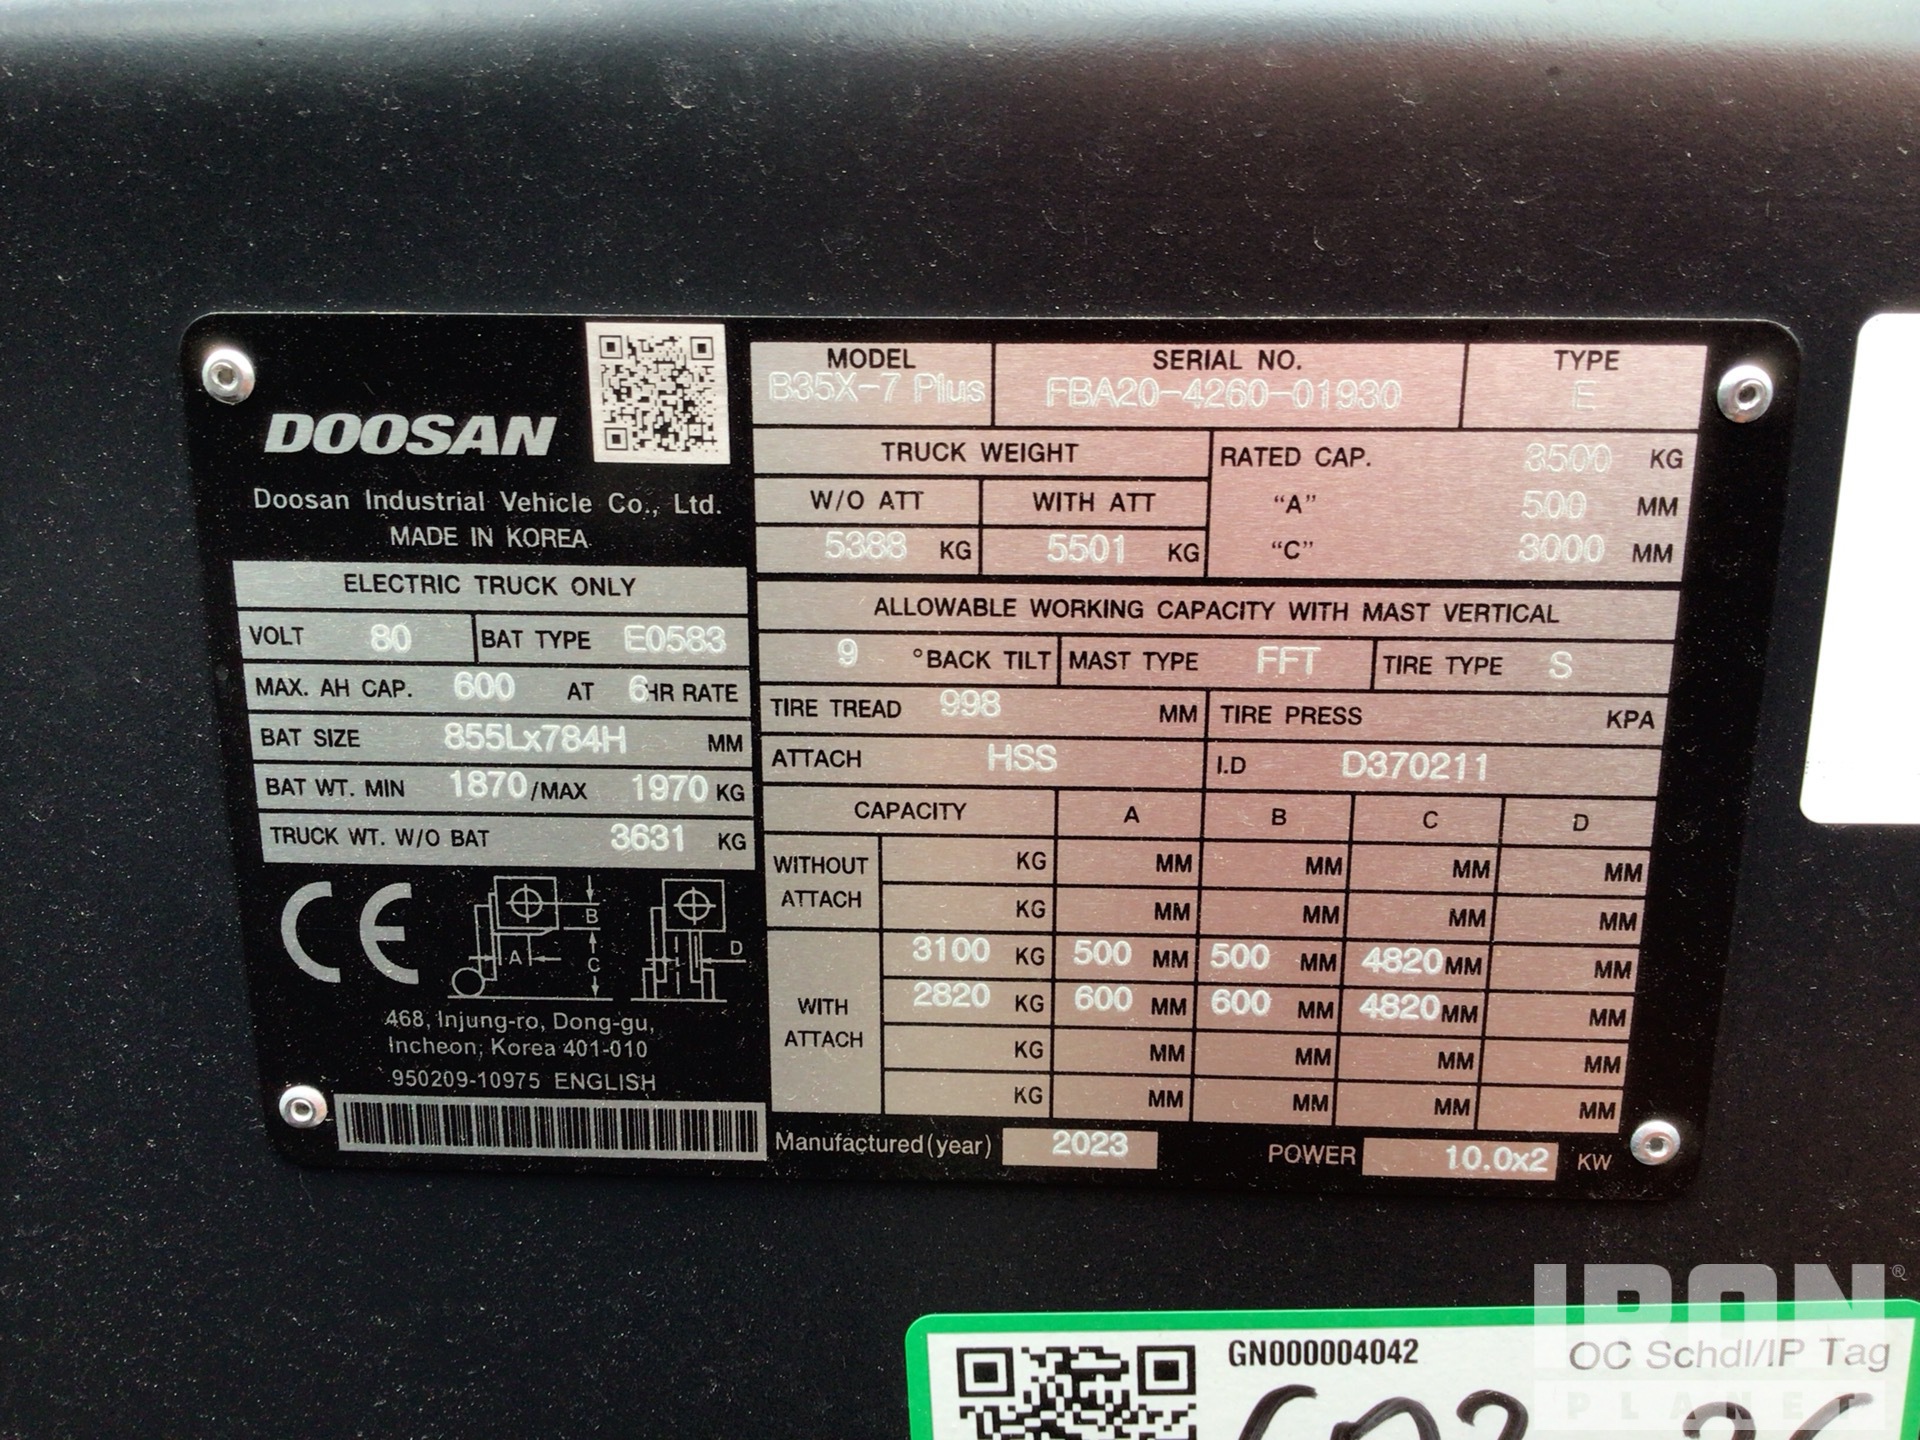 DOOSAN
Doosan Industrial Vehicle Co., Ltd.
MADE IN KOREA
ELECTRIC TRUCK ONLY
VOLT 80 BAT TYPE E0583
MAX. AH CAP. 600 AT 6 HR RATE
BAT SIZE 855Lx784H MM
BAT WT. MIN 1870 /MAX 1970 KG
TRUCK WT. W/O BAT 3631 KG
CE
A B C D
468, Injung-ro, Dong-gu,
Incheon, Korea 401-010
950209-10975 ENGLISH
MODEL SERIAL NO. TYPE
B35X-7 Plus FBA20-4260-01930 E
TRUCK WEIGHT
W/O ATT WITH ATT
5388 KG 5501 KG
RATED CAP. 3500 KG
"A" 500 MM
"C" 3000 MM
ALLOWABLE WORKING CAPACITY WITH MAST VERTICAL
9 °BACK TILT MAST TYPE FFT TIRE TYPE S
TIRE TREAD 998 MM TIRE PRESS KPA
ATTACH HSS I.D D370211
CAPACITY A B C D
WITHOUT ATTACH
KG MM MM MM MM
KG MM MM MM MM
WITH ATTACH
3100 KG 500 MM 500 MM 4820 MM MM
2820 KG 600 MM 600 MM 4820 MM MM
KG MM MM MM MM
KG MM MM MM MM
Manufactured (year) 2023 POWER 10.0x2 KW
GN000004042 OC Schdl/IP Tag
IRON ®
PLANET